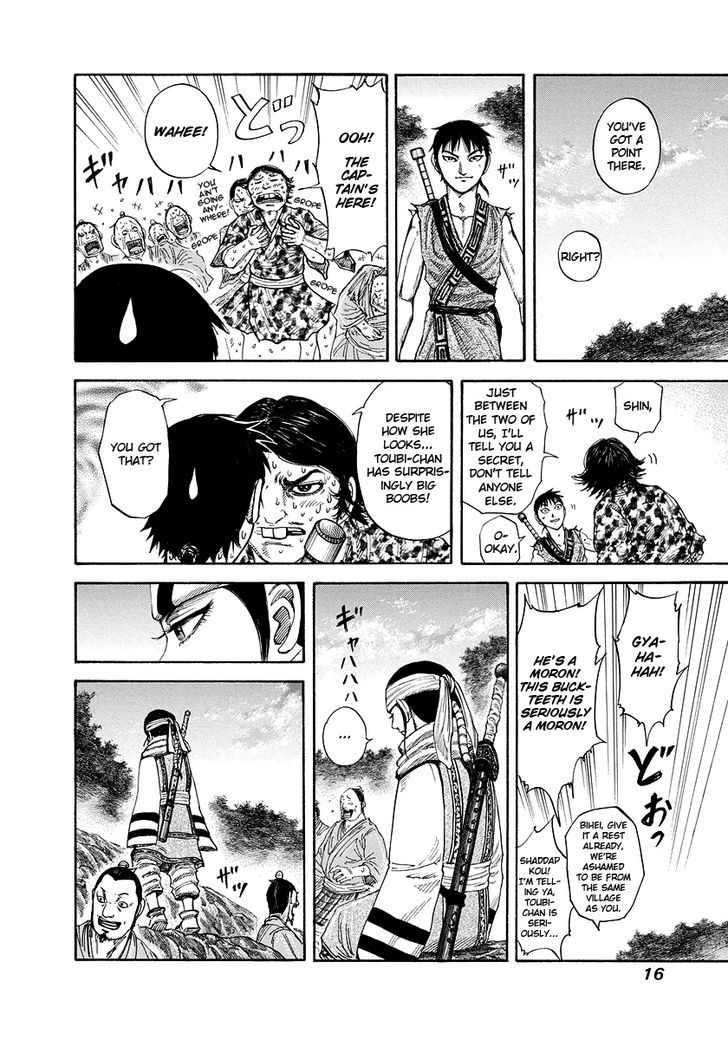 YOU'VE
GOT A
POINT
THERE.
RIGHT?
ザッ
OOH!
THE
CAP-
TAIN'S
HERE!
どっ
WAHEE!
ギャ
YOU
AIN'T
GOING
ANY-
WHERE!
GROPE
GROPE
GROPE
SHIN,
ザッ
JUST
BETWEEN
THE TWO OF
US, I'LL
TELL YOU A
SECRET,
DON'T TELL
ANYONE
ELSE.
O-
OKAY.
DESPITE
HOW SHE
LOOKS...
TOUBI-CHAN
HAS SURPRIS-
INGLY BIG
BOOBS!
YOU GOT
THAT?
GYA-
HA-
HAH!
HE'S A
MORON!
THIS BUCK-
TEETH IS
SERIOUSLY
A MORON!
どおっ
BIHEI, GIVE
IT A REST
ALREADY,
WE'RE
ASHAMED
TO BE FROM
THE SAME
VILLAGE
AS YOU.
SHADDAP
KOU!
I'M TELL-
ING YA,
TOUBI-
CHAN IS
SERI-
OUSLY...
ギャハハハ
...
ザッ
16